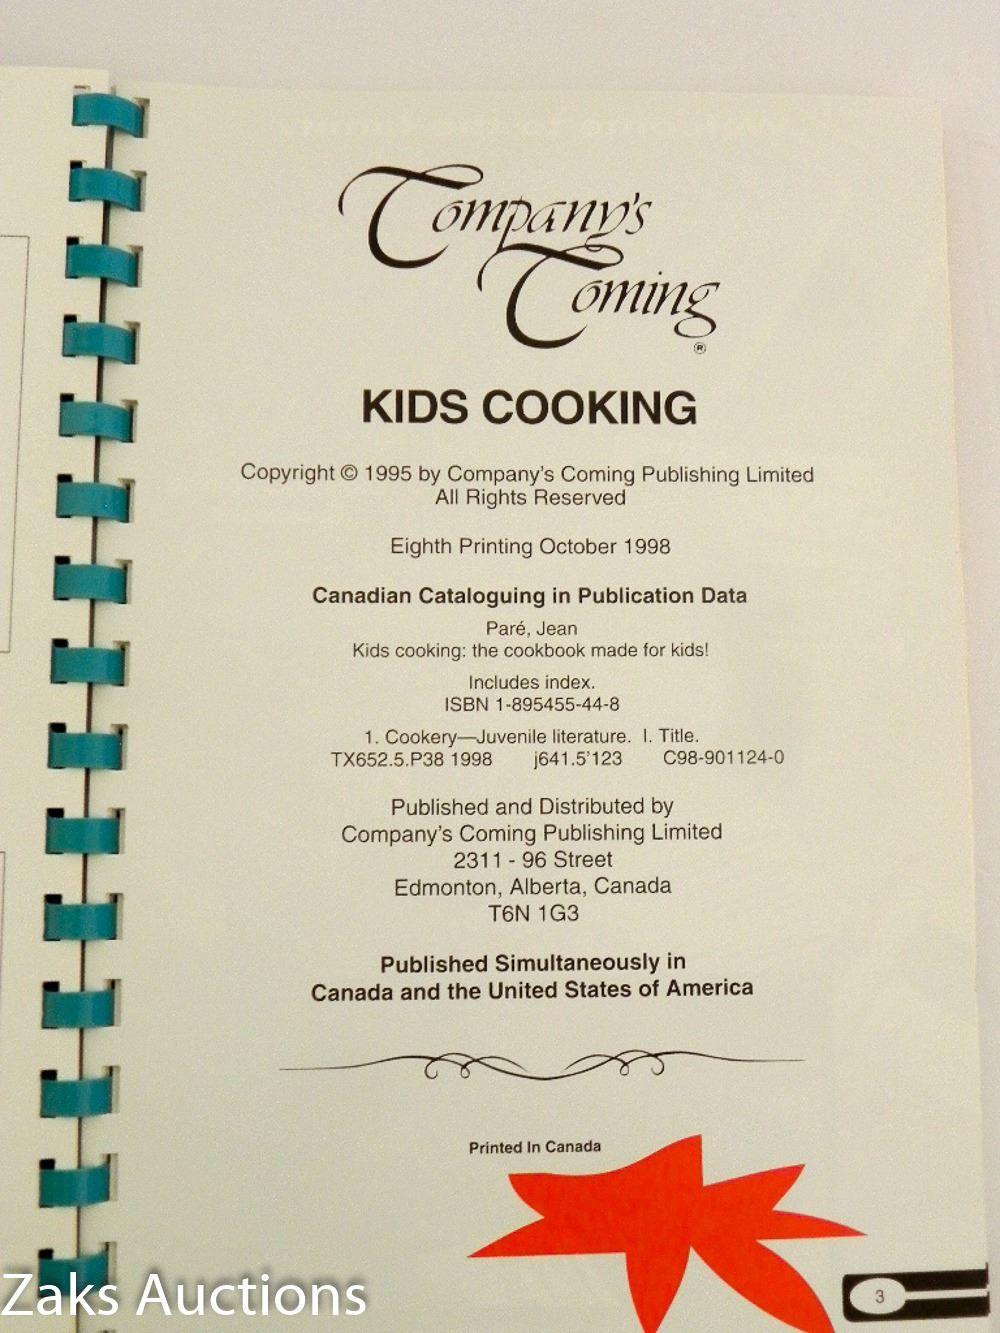 Company's
Coming
®
KIDS COOKING
Copyright © 1995 by Company's Coming Publishing Limited
All Rights Reserved
Eighth Printing October 1998
Canadian Cataloguing in Publication Data
Paré, Jean
Kids cooking: the cookbook made for kids!
Includes index.
ISBN 1-895455-44-8
1. Cookery—Juvenile literature. I. Title.
TX652.5.P38 1998 j641.5'123 C98-901124-0
Published and Distributed by
Company's Coming Publishing Limited
2311 - 96 Street
Edmonton, Alberta, Canada
T6N 1G3
Published Simultaneously in
Canada and the United States of America
Printed In Canada
3
Zaks Auctions